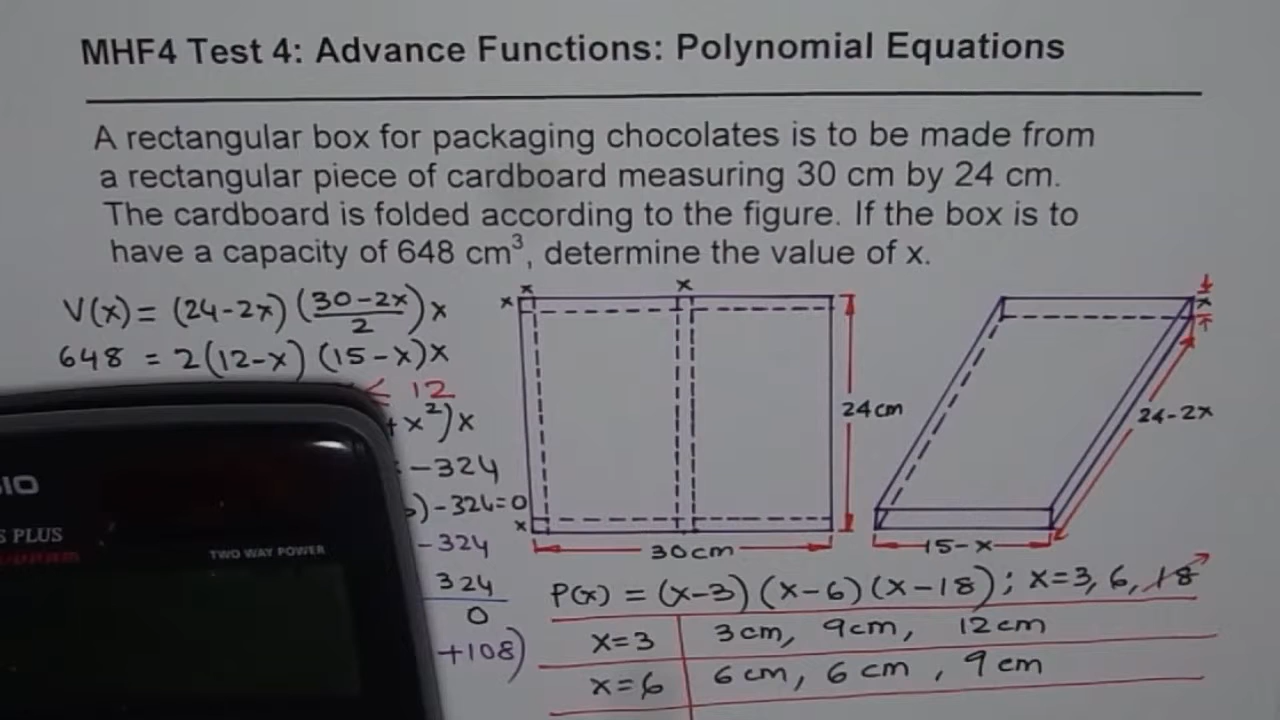 MHF4 Test 4: Advance Functions: Polynomial Equations
A rectangular box for packaging chocolates is to be made from
a rectangular piece of cardboard measuring 30 cm by 24 cm.
The cardboard is folded according to the figure. If the box is to
have a capacity of 648 cm³, determine the value of x.
V(x) = (24-2x) (30-2x/2) x
648 = 2(12-x) (15-x)x
< 12
+ x²)x
= -324
) -324=0
-324
324
0
+108)
x
x
x
x
24cm
30cm
x
24-2x
15-x
P(x) = (x-3)(x-6)(x-18); x=3, 6, 18
x=3 3cm, 9cm, 12cm
x=6 6cm, 6cm, 9cm
IO
S PLUS
TWO WAY POWER